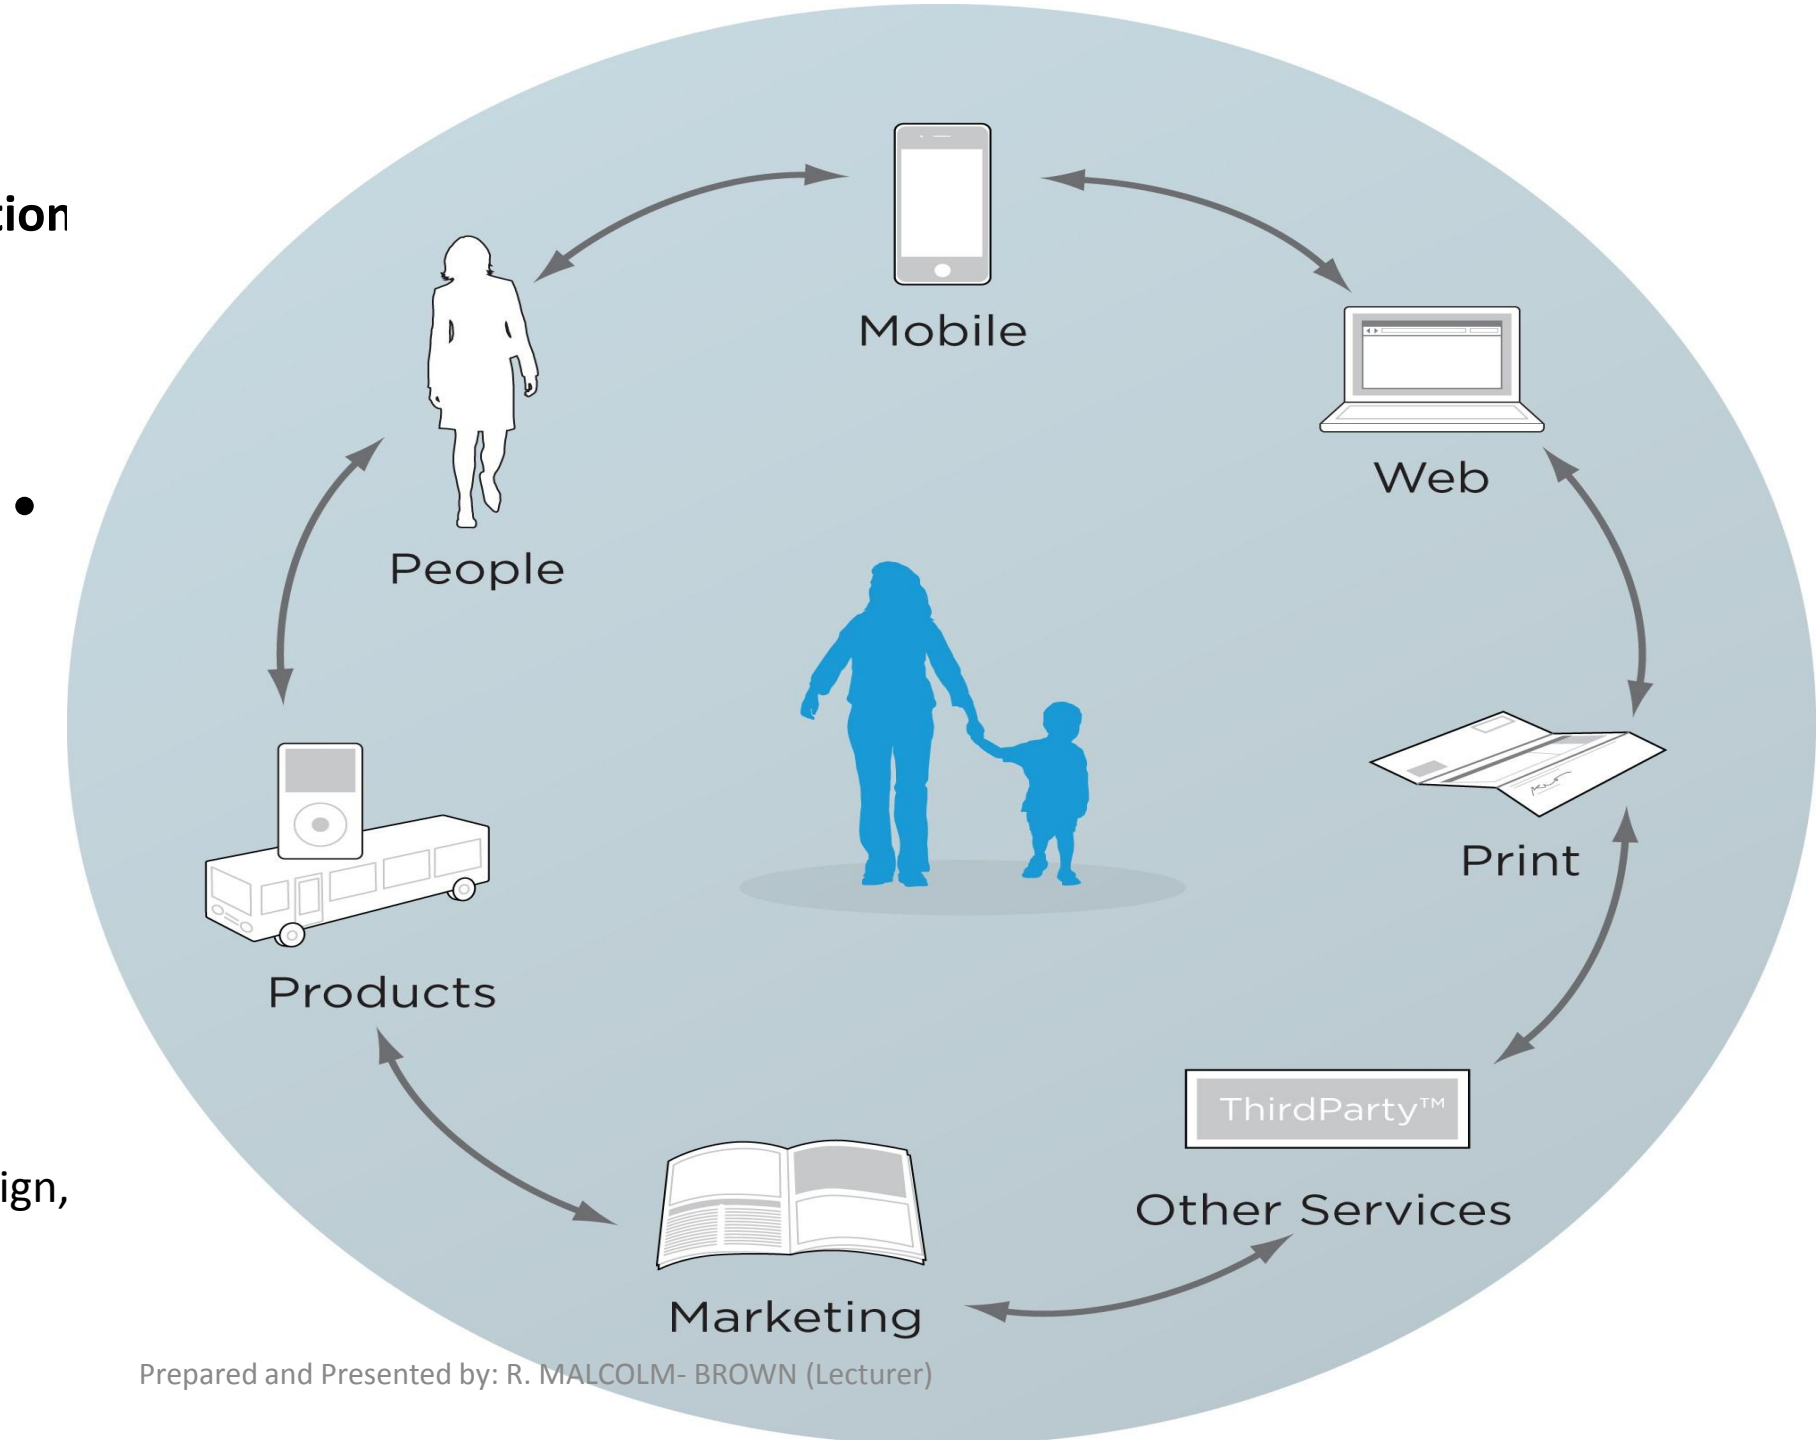 tion
Mobile
Web
•
People
Print
Products
ThirdParty™
ign,
Other Services
Marketing
Prepared and Presented by: R. MALCOLM- BROWN (Lecturer)